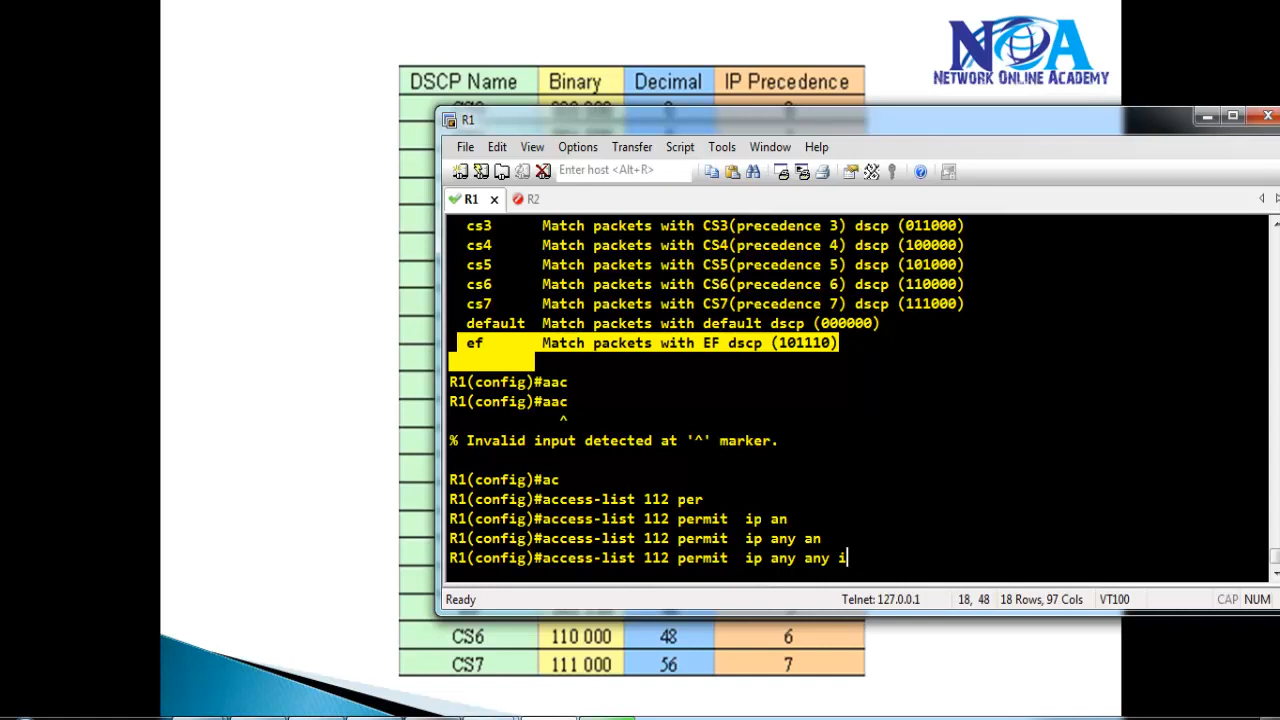 NOA
NETWORK ONLINE ACADEMY
DSCP Name Binary Decimal IP Precedence
R1
File Edit View Options Transfer Script Tools Window Help
Enter host <Alt+R>
R1 R2
cs3 Match packets with CS3(precedence 3) dscp (011000)
cs4 Match packets with CS4(precedence 4) dscp (100000)
cs5 Match packets with CS5(precedence 5) dscp (101000)
cs6 Match packets with CS6(precedence 6) dscp (110000)
cs7 Match packets with CS7(precedence 7) dscp (111000)
default Match packets with default dscp (000000)
ef Match packets with EF dscp (101110)
R1(config)#aac
R1(config)#aac
^
% Invalid input detected at '^' marker.
R1(config)#ac
R1(config)#access-list 112 per
R1(config)#access-list 112 permit  ip an
R1(config)#access-list 112 permit  ip any an
R1(config)#access-list 112 permit  ip any any i
Ready Telnet: 127.0.0.1 18, 48 18 Rows, 97 Cols VT100 CAP NUM
CS6 110 000 48 6
CS7 111 000 56 7